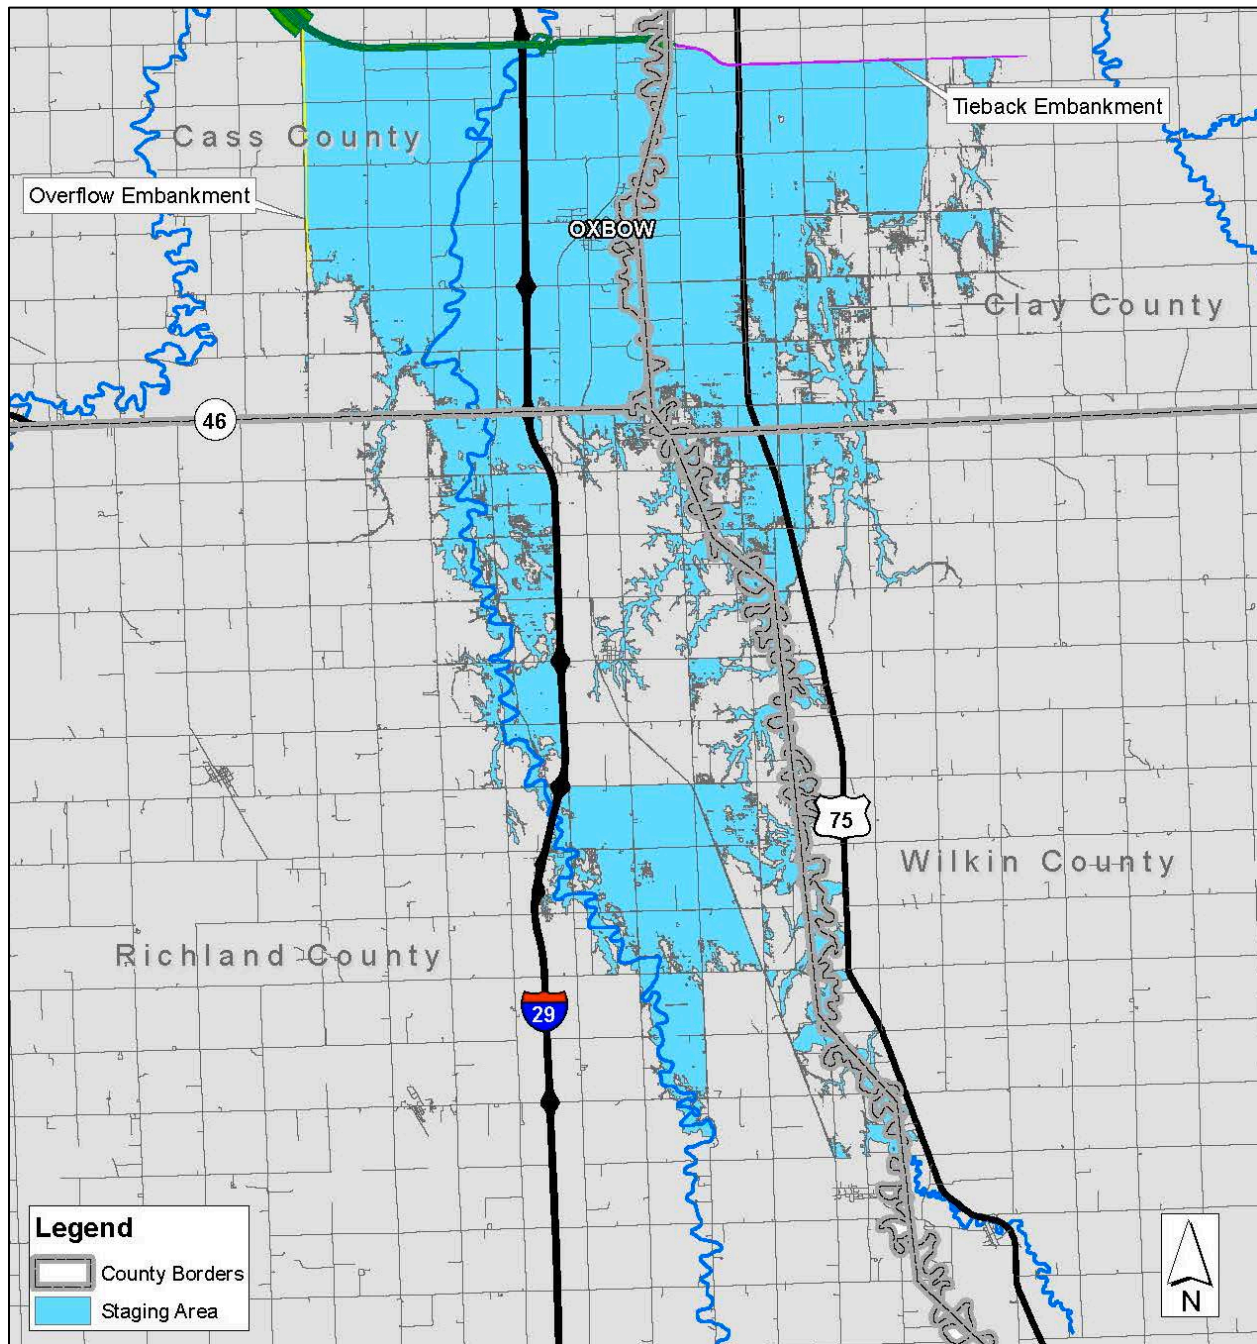 Tieback Embankment
Cass County
Overflow Embankment
OXBOW
Clay County
46
75
Wilkin County
Richland County
29
Legend
County Borders
Staging Area
N